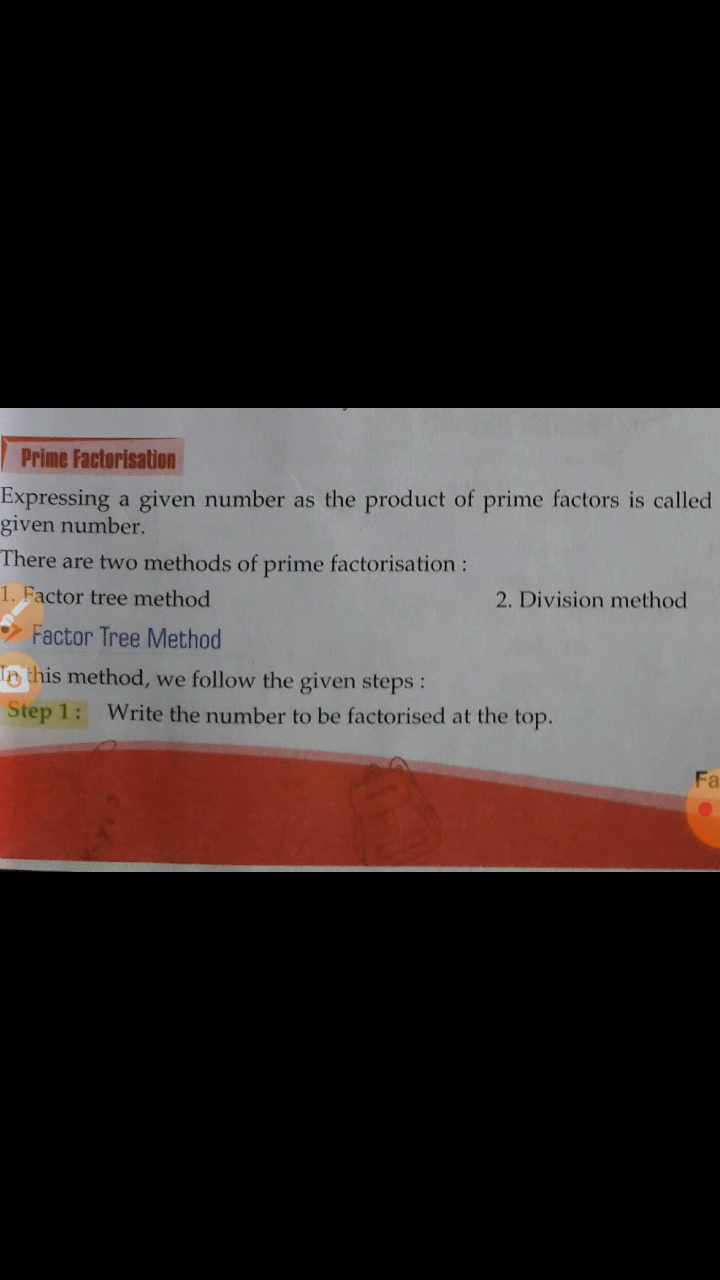 Prime Factorisation
Expressing a given number as the product of prime factors is called
given number.
There are two methods of prime factorisation :
1. Factor tree method 2. Division method
Factor Tree Method
In this method, we follow the given steps :
Step 1 : Write the number to be factorised at the top.
Fa